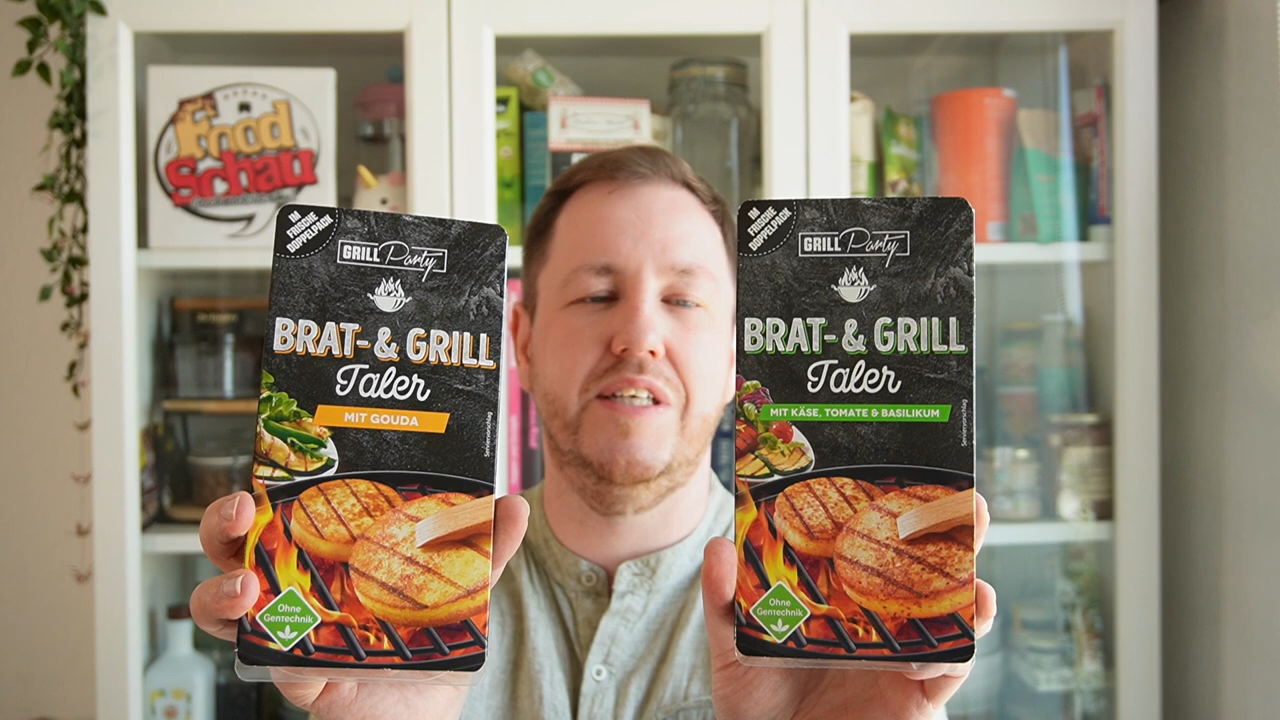 Food
Schau
IM
FRISCHE
DOPPELPACK
GRILL Party
BRAT- & GRILL
Taler
MIT GOUDA
Serviervorschlag
Ohne
GenTechnik
IM
FRISCHE
DOPPELPACK
GRILL Party
BRAT- & GRILL
Taler
MIT KÄSE, TOMATE & BASILIKUM
Serviervorschlag
Ohne
GenTechnik